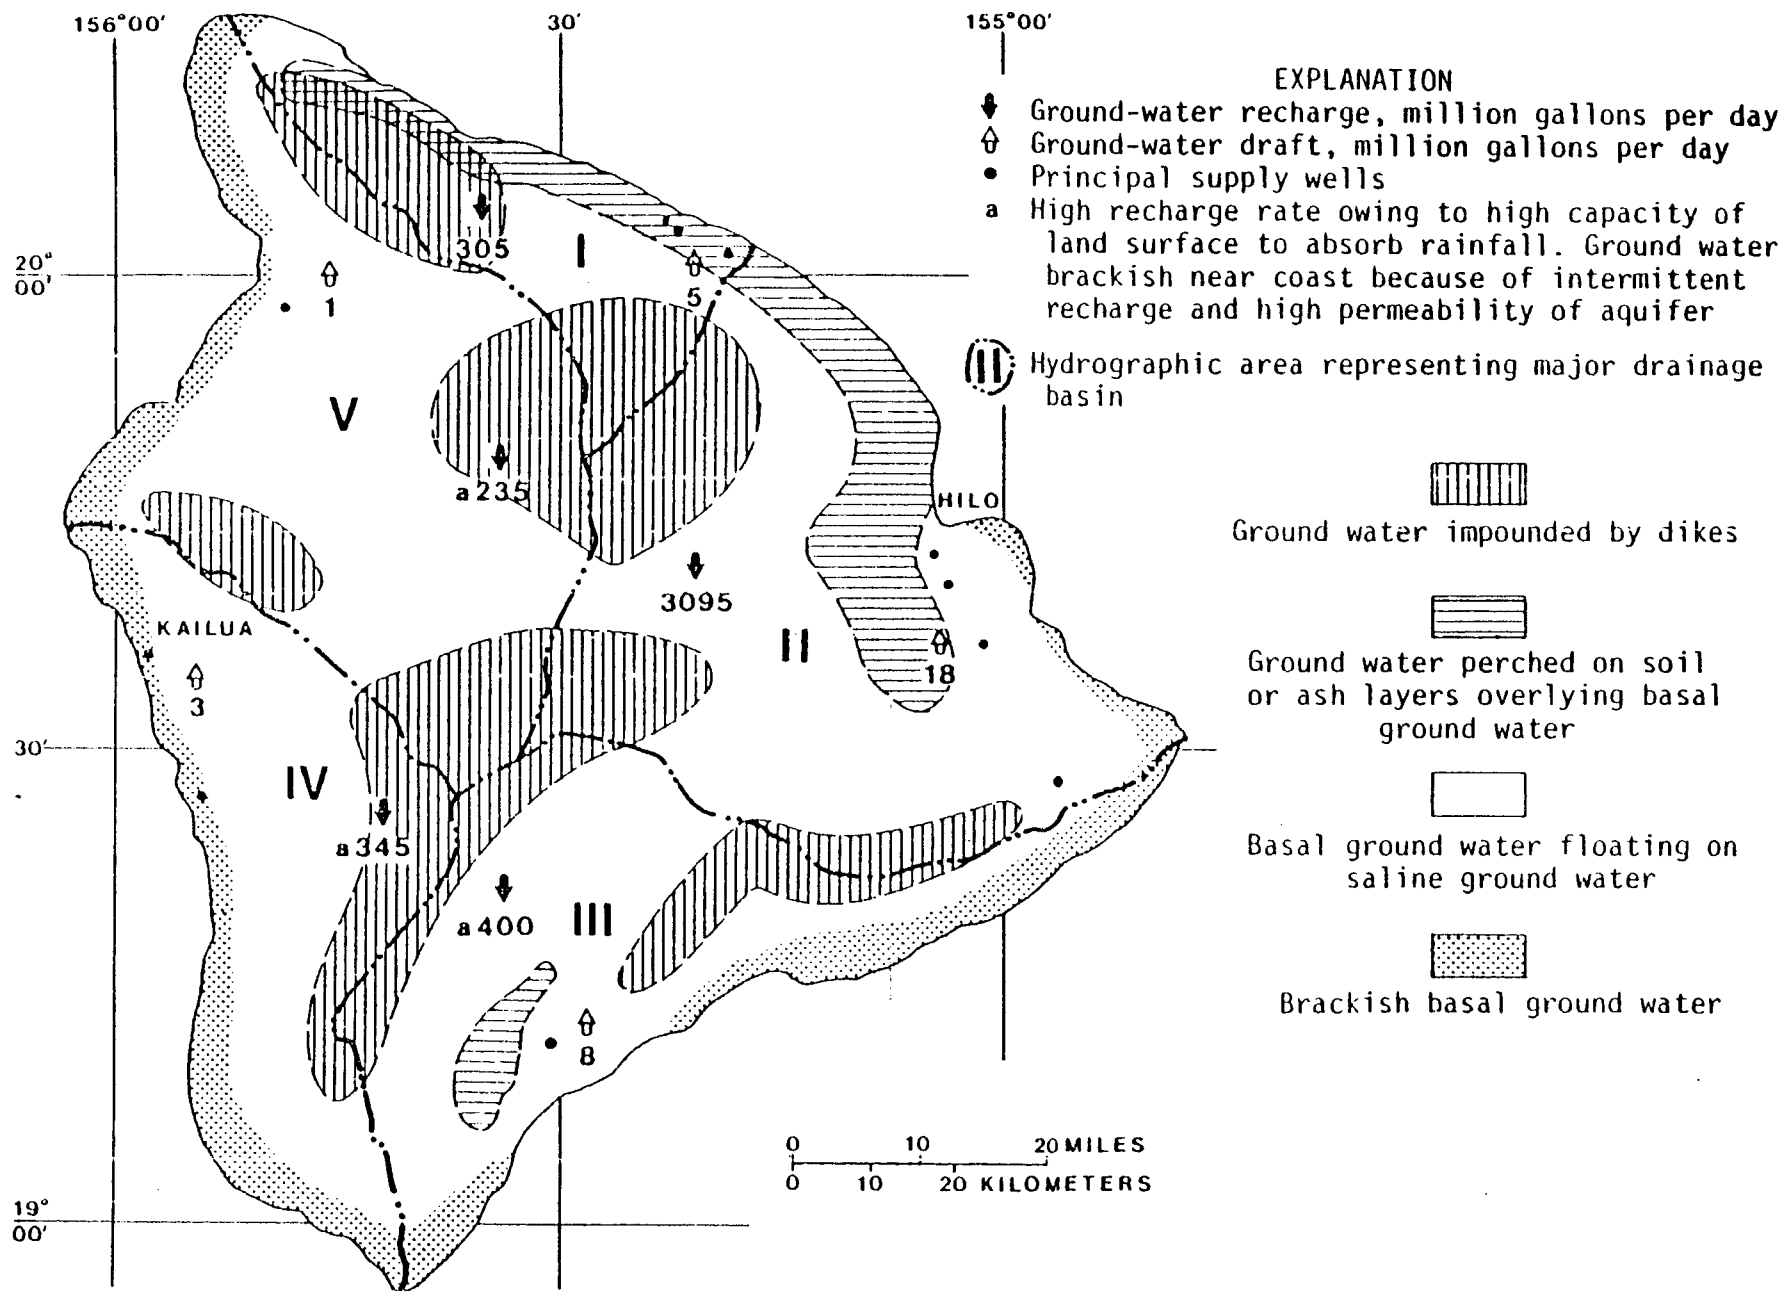 156°00′ 30′ 155°00′
EXPLANATION
Ground-water recharge, million gallons per day
Ground-water draft, million gallons per day
Principal supply wells
a High recharge rate owing to high capacity of
land surface to absorb rainfall. Ground water
brackish near coast because of intermittent
recharge and high permeability of aquifer
II Hydrographic area representing major drainage
basin
Ground water impounded by dikes
Ground water perched on soil
or ash layers overlying basal
ground water
Basal ground water floating on
saline ground water
Brackish basal ground water
305
I
20°
00′
1
5
V
a235
HILO
3095
KAILUA
II
18
3
30′
IV
a345
a400
III
8
0 10 20 MILES
0 10 20 KILOMETERS
19°
00′